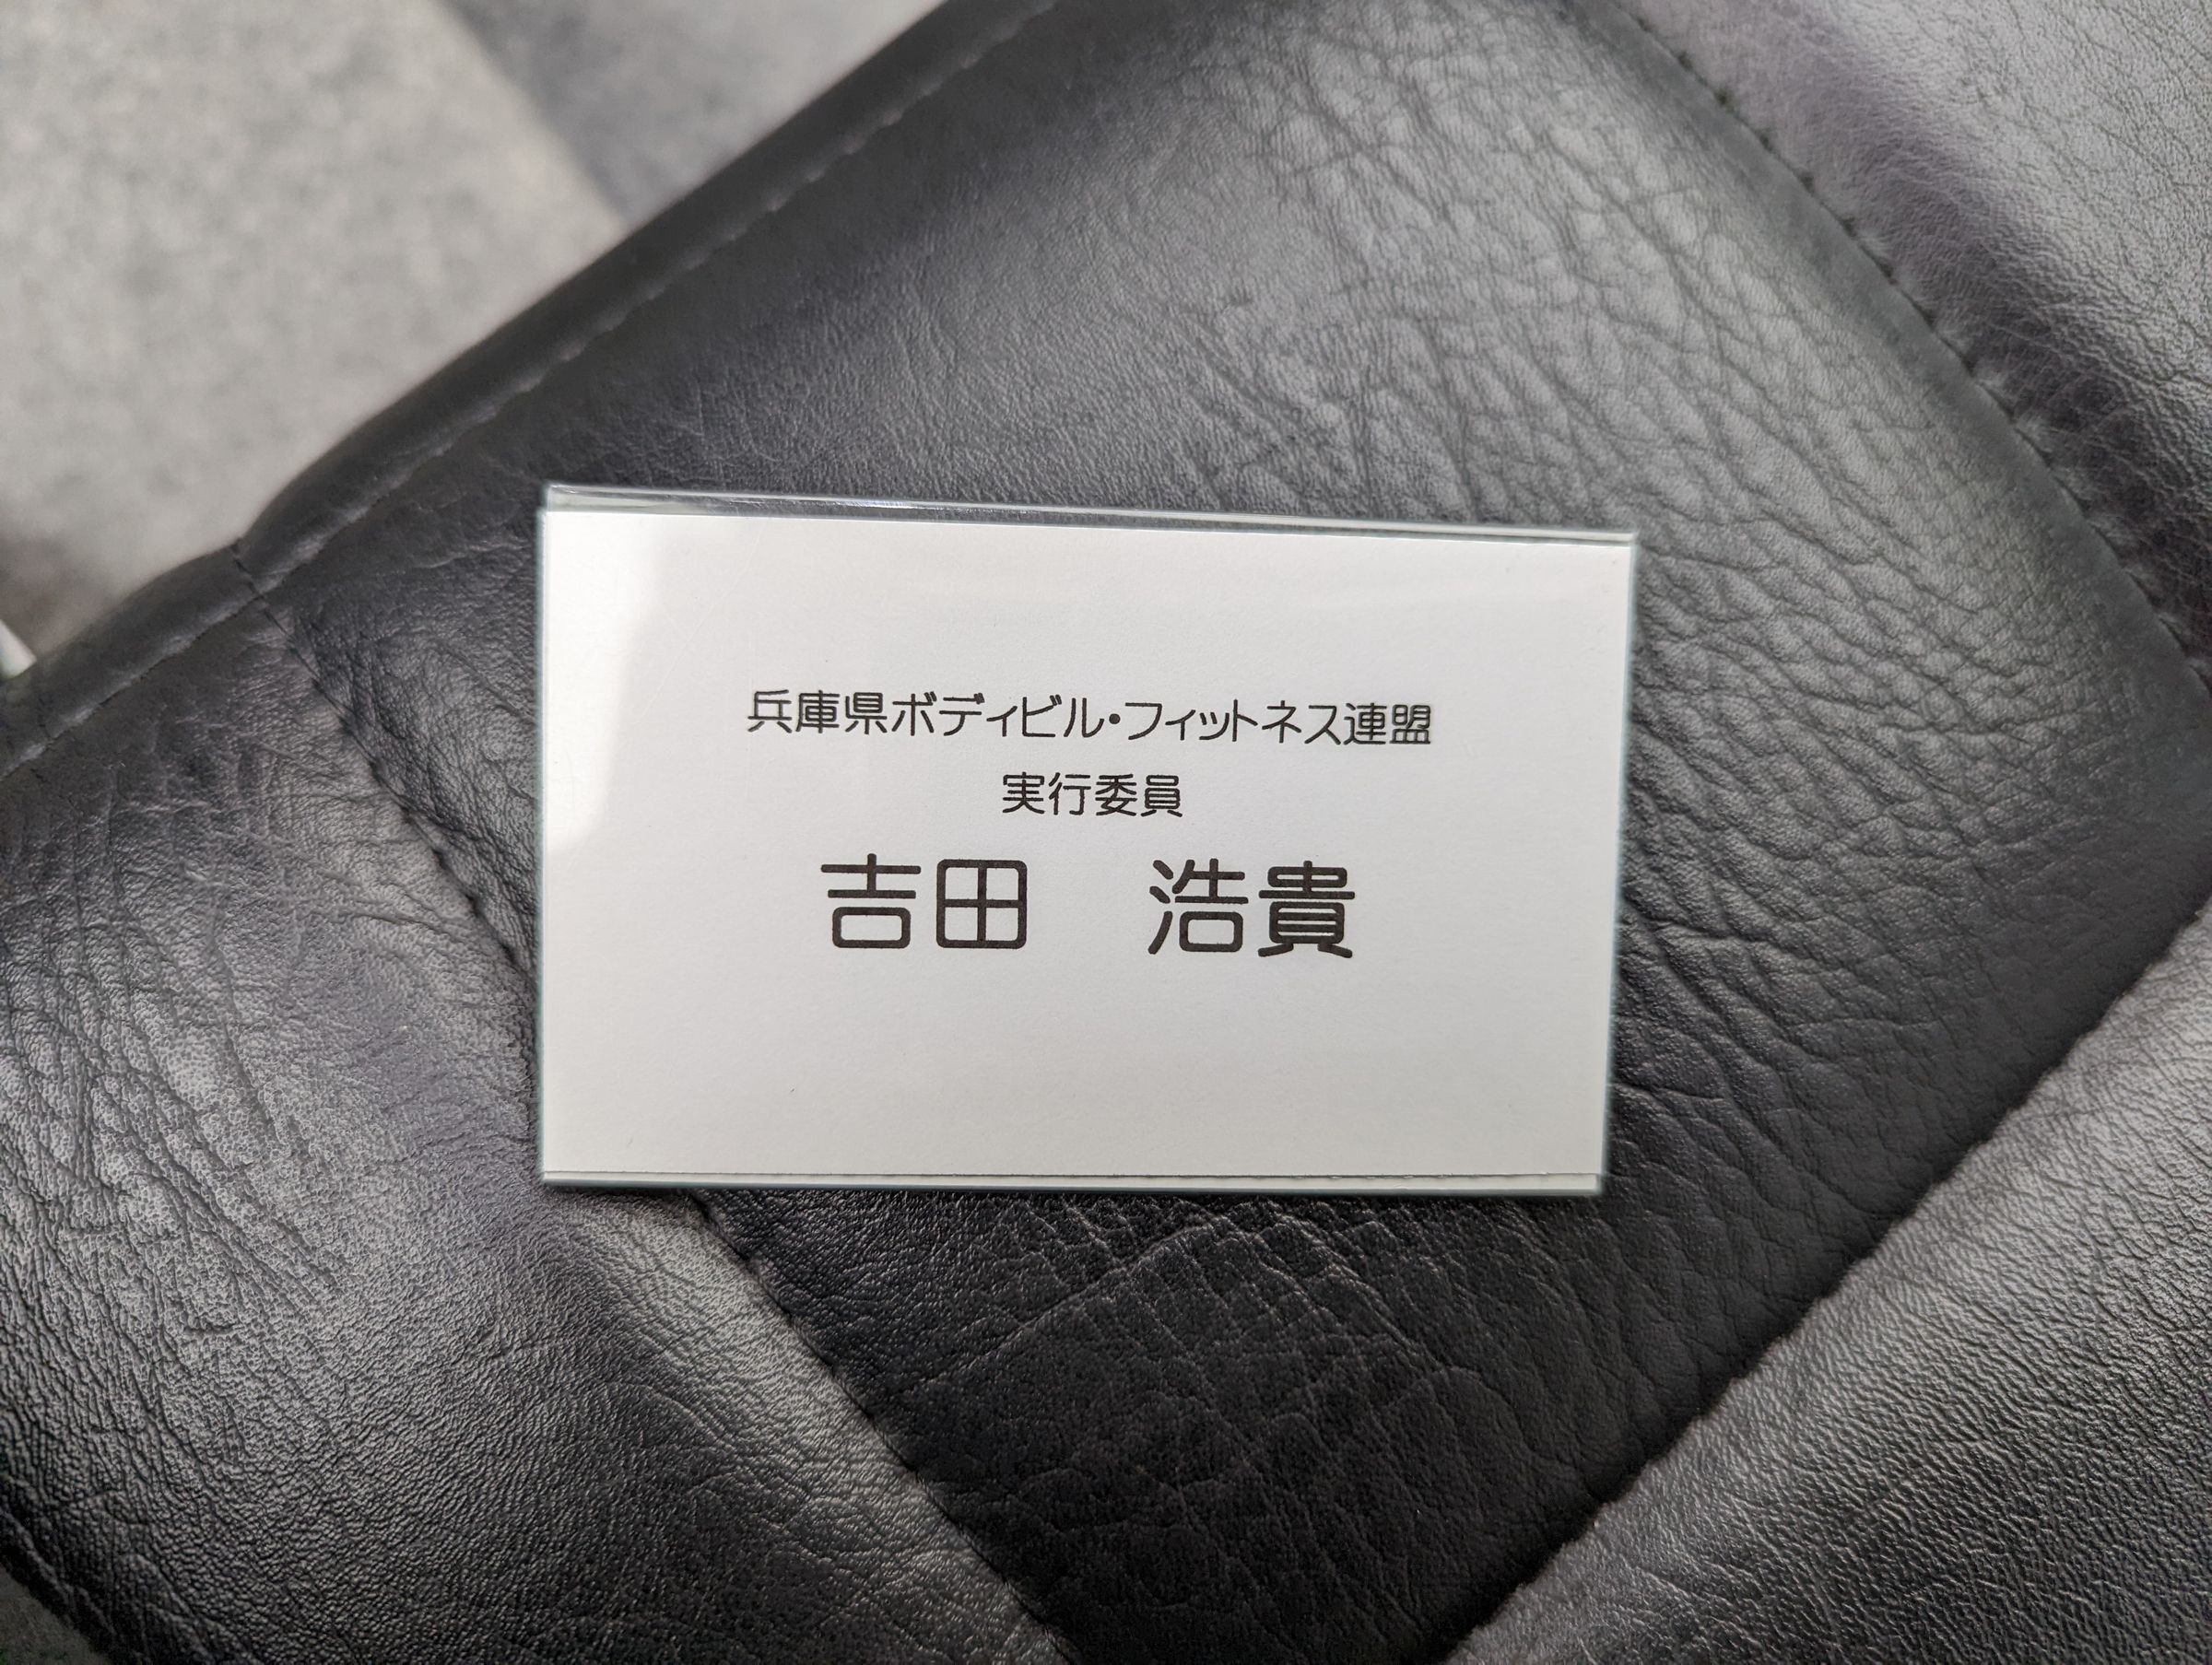 兵庫県ボディビル・フィットネス連盟
実行委員
吉田　浩貴